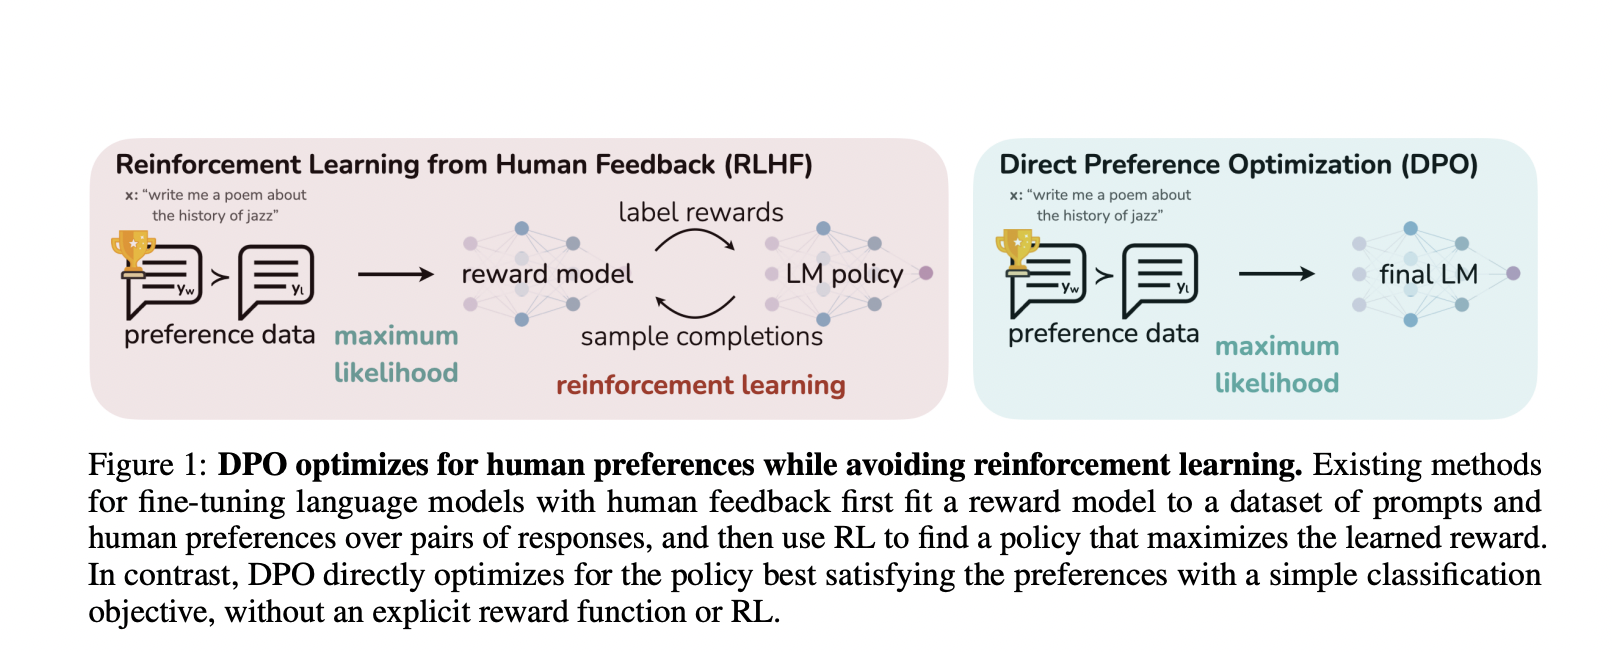 Reinforcement Learning from Human Feedback (RLHF)
x: “write me a poem about
the history of jazz”
label rewards
yw
≻
yl
reward model
LM policy
preference data
maximum
likelihood
sample completions
reinforcement learning
Direct Preference Optimization (DPO)
x: “write me a poem about
the history of jazz”
yw
≻
yl
final LM
preference data
maximum
likelihood
Figure 1: DPO optimizes for human preferences while avoiding reinforcement learning. Existing methods
for fine-tuning language models with human feedback first fit a reward model to a dataset of prompts and
human preferences over pairs of responses, and then use RL to find a policy that maximizes the learned reward.
In contrast, DPO directly optimizes for the policy best satisfying the preferences with a simple classification
objective, without an explicit reward function or RL.